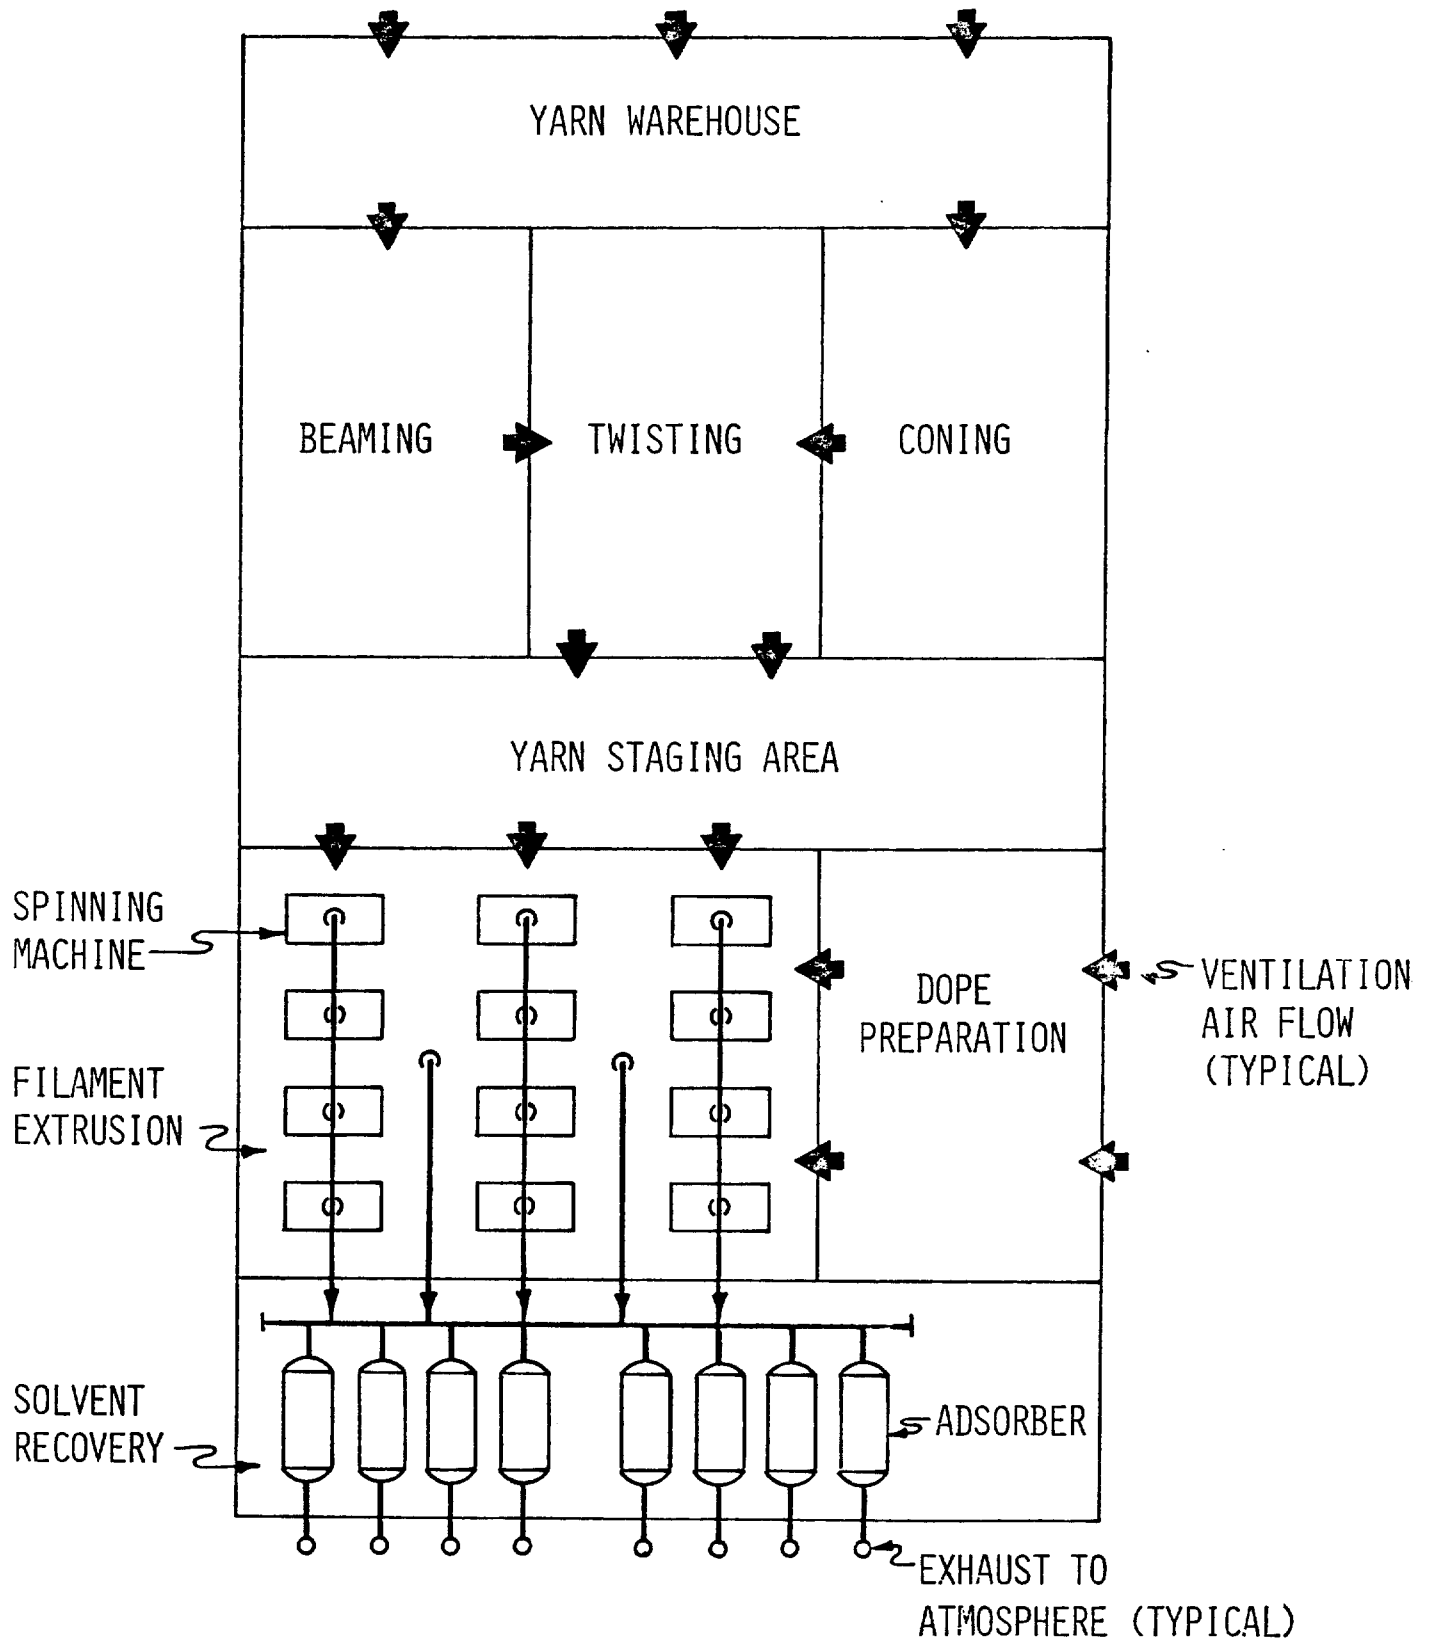 YARN WAREHOUSE
BEAMING
TWISTING
CONING
YARN STAGING AREA
SPINNING
MACHINE
DOPE
PREPARATION
VENTILATION
AIR FLOW
(TYPICAL)
FILAMENT
EXTRUSION
SOLVENT
RECOVERY
ADSORBER
EXHAUST TO
ATMOSPHERE (TYPICAL)